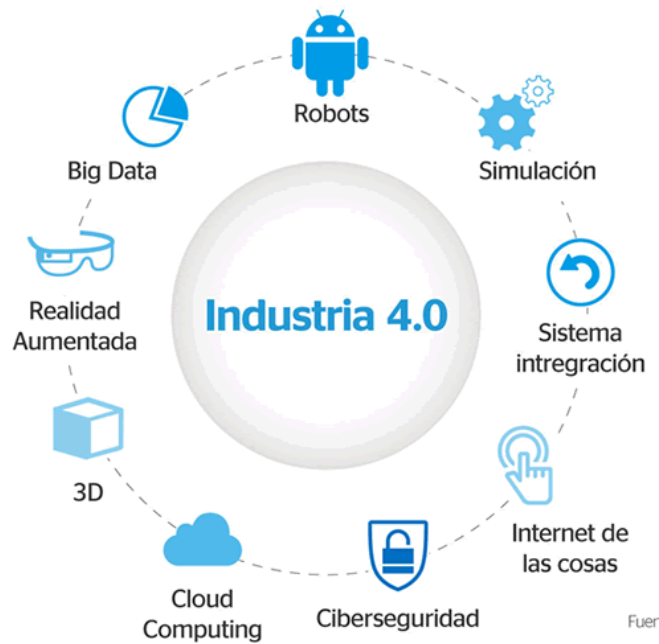 Robots
Simulación
Sistema
intregración
Internet de
las cosas
Ciberseguridad
Cloud
Computing
3D
Realidad
Aumentada
Big Data
Industria 4.0
Fuen